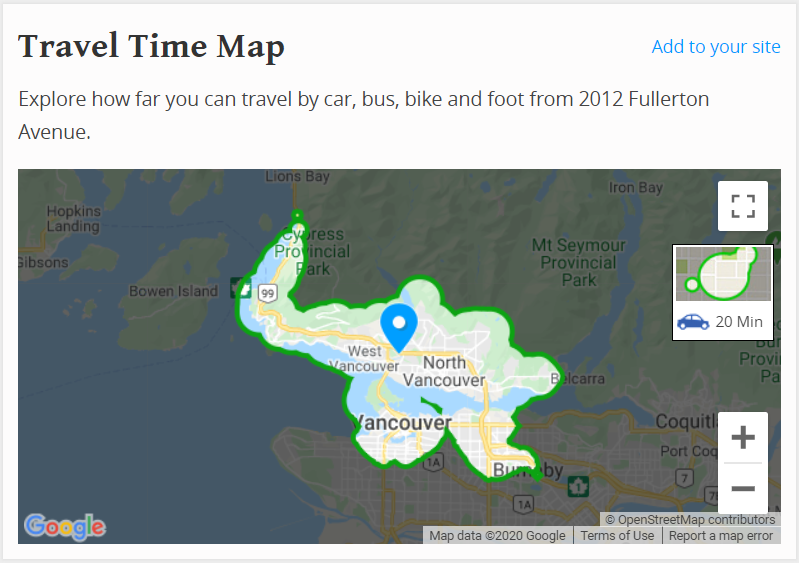 Travel Time Map
Add to your site
Explore how far you can travel by car, bus, bike and foot from 2012 Fullerton
Avenue.
Lions Bay
Iron Bay
Hopkins
Landing
Gibsons
Cypress
Provincial
Park
Mt Seymour
Provincial
Park
Bowen Island
99
20 Min
West
Vancouver
North
Vancouver
Belcarra
Vancouver
Burnaby
Port Coq
1A
1
7
1A
Google
© OpenStreetMap contributors
Map data ©2020 Google
Terms of Use
Report a map error